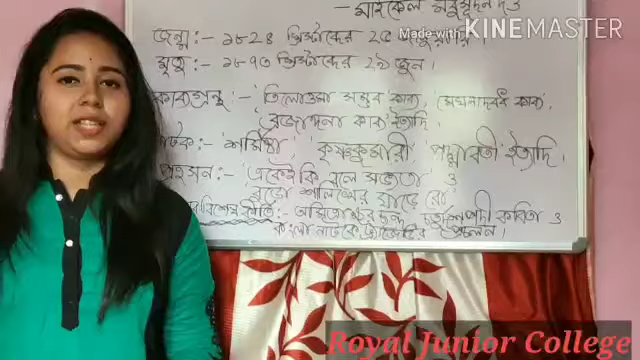 – মাইকেল মধুসূদন দত্ত
Made with KINEMASTER
জন্ম :- ১৮২৪ খ্রিস্টাব্দের ২৫ জানুয়ারি।
মৃত্যু :- ১৮৭৩ খ্রিস্টাব্দের ২৯ জুন।
কাব্যগ্রন্থ :- 'তিলোত্তমা সম্ভব কাব্য', 'মেঘনাদবধ কাব্য',
'ব্রজাঙ্গনা কাব্য' ইত্যাদি।
নাটক :- 'শর্মিষ্ঠা' 'কৃষ্ণকুমারী' 'পদ্মাবতী' ইত্যাদি।
প্রহসন :- 'একেই কি বলে সভ্যতা' ও
'বুড়ো শালিখের ঘাড়ে রোঁ'
বিশেষ কীর্তি :- অমিত্রাক্ষর ছন্দ, চতুর্দশপদী কবিতা ও
বাংলা নাটকে ট্রাজেডির প্রচলন।
Royal Junior College